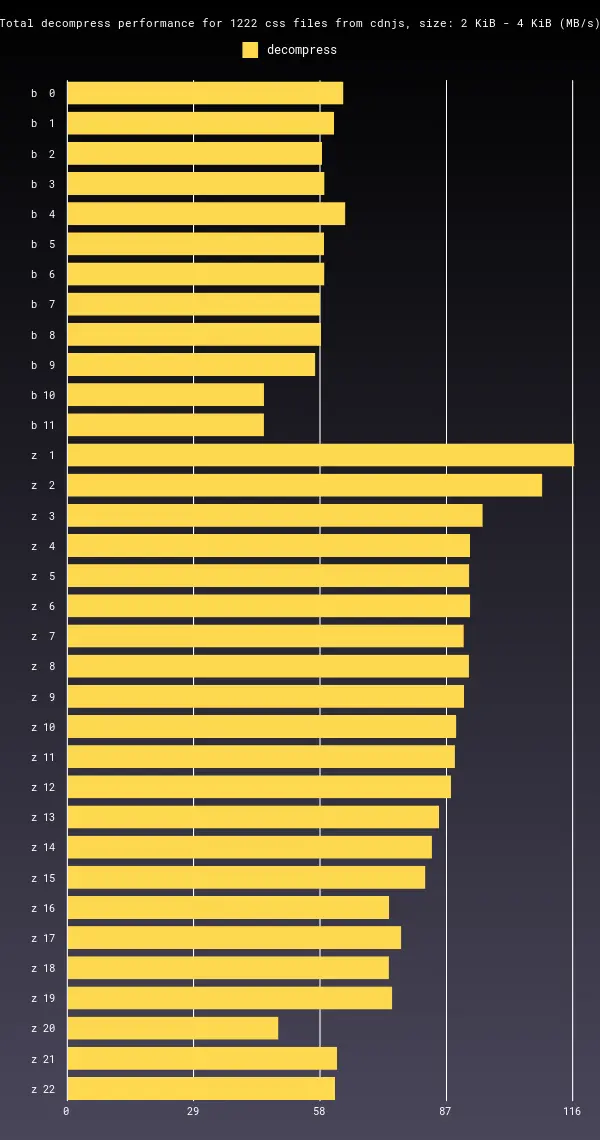 Total decompress performance for 1222 css files from cdnjs, size: 2 KiB - 4 KiB (MB/s)
decompress
b 0
b 1
b 2
b 3
b 4
b 5
b 6
b 7
b 8
b 9
b 10
b 11
z 1
z 2
z 3
z 4
z 5
z 6
z 7
z 8
z 9
z 10
z 11
z 12
z 13
z 14
z 15
z 16
z 17
z 18
z 19
z 20
z 21
z 22
0 29 58 87 116